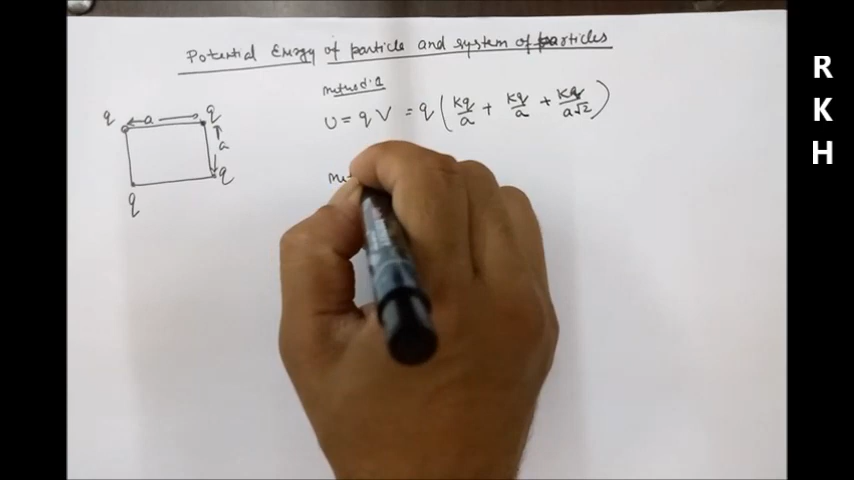 Potential Energy of particle and system of particles
method:1
U = qV = q (Kq/a + Kq/a + Kq/a√2)
q a q
a
q
q
R
K
H